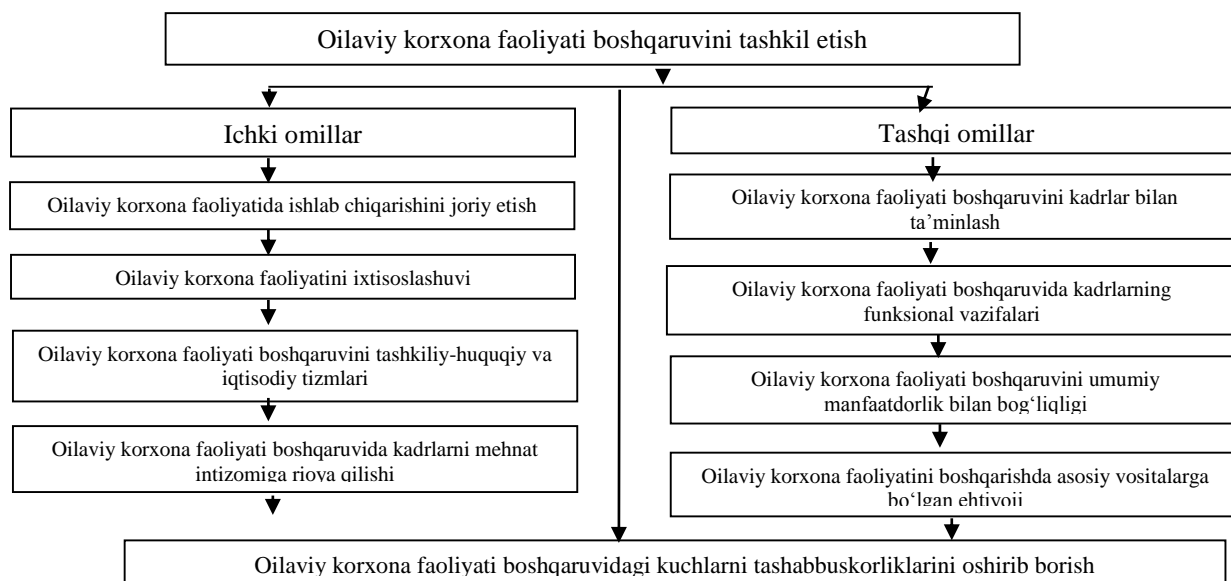 Oilaviy korxona faoliyati boshqaruvini tashkil etish
Ichki omillar
Oilaviy korxona faoliyatida ishlab chiqarishini joriy etish
Oilaviy korxona faoliyatini ixtisoslashuvi
Oilaviy korxona faoliyati boshqaruvini tashkiliy-huquqiy va
iqtisodiy tizmlari
Oilaviy korxona faoliyati boshqaruvida kadrlarni mehnat
intizomiga rioya qilishi
Tashqi omillar
Oilaviy korxona faoliyati boshqaruvini kadrlar bilan
ta’minlash
Oilaviy korxona faoliyati boshqaruvida kadrlarning
funksional vazifalari
Oilaviy korxona faoliyati boshqaruvini umumiy
manfaatdorlik bilan bog‘liqligi
Oilaviy korxona faoliyatini boshqarishda asosiy vositalarga
bo‘lgan ehtiyoji
Oilaviy korxona faoliyati boshqaruvidagi kuchlarni tashabbuskorliklarini oshirib borish